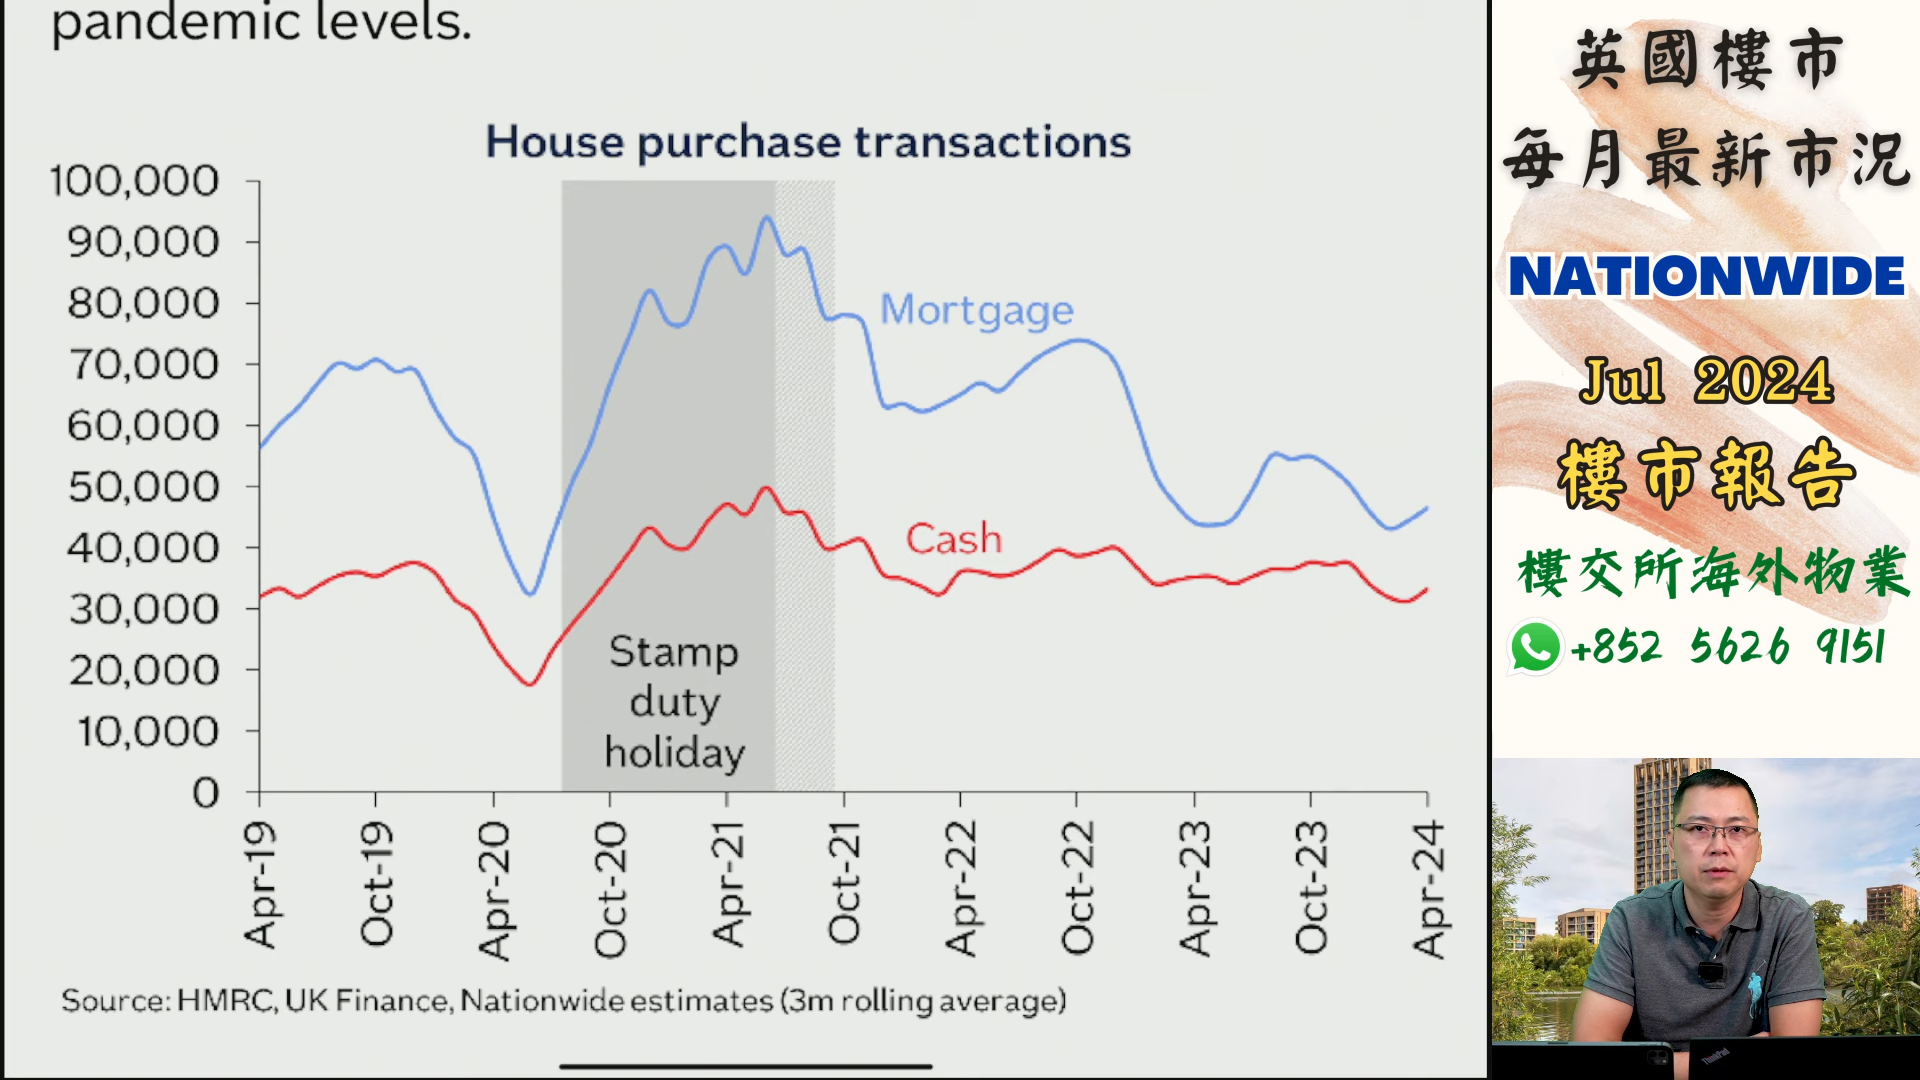 pandemic levels.
House purchase transactions
100,000
90,000
80,000
70,000
60,000
50,000
40,000
30,000
20,000
10,000
0
Mortgage
Cash
Stamp
duty
holiday
Apr-19
Oct-19
Apr-20
Oct-20
Apr-21
Oct-21
Apr-22
Oct-22
Apr-23
Oct-23
Apr-24
Source: HMRC, UK Finance, Nationwide estimates (3m rolling average)
英國樓市
每月最新市況
NATIONWIDE
Jul 2024
樓市報告
樓交所海外物業
+852 5626 9151
ThinkPad